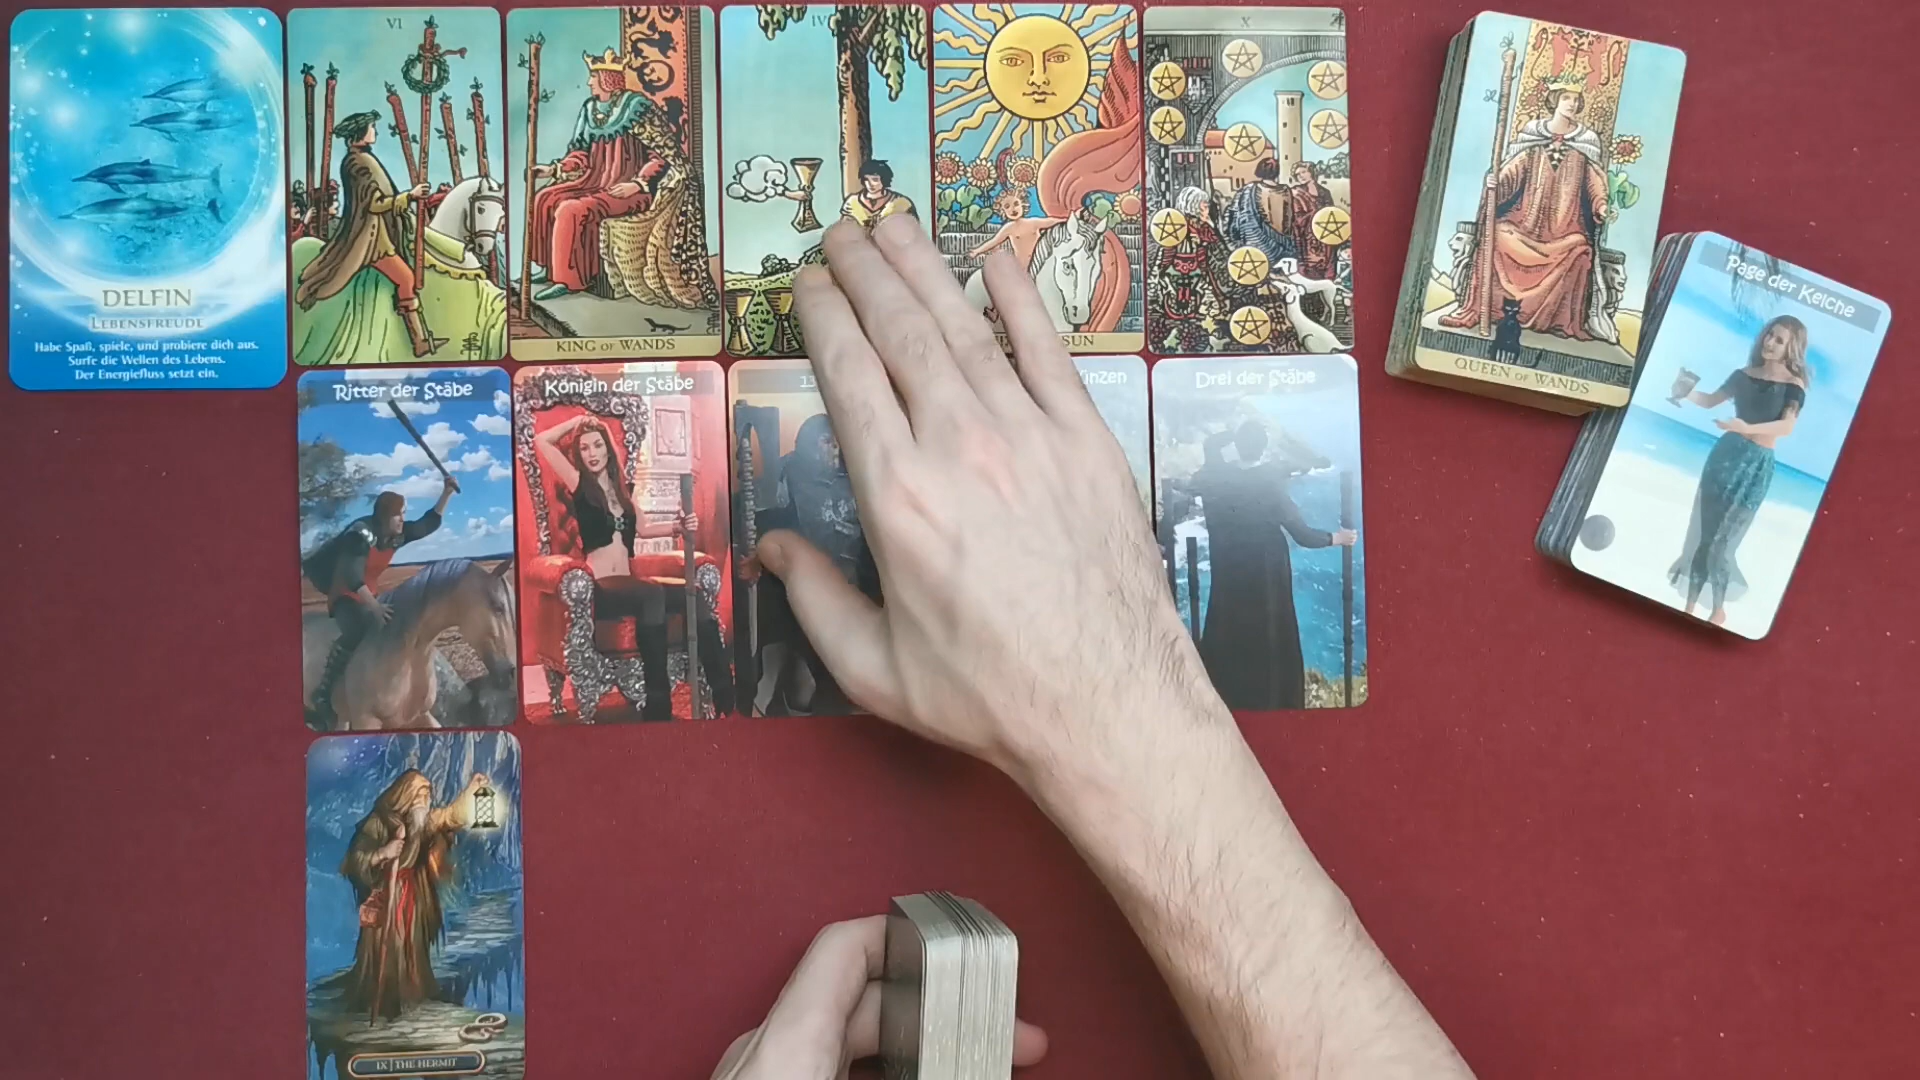 VI
IV
X
DELFIN
LEBENSFREUDE
Habe Spaß, spiele, und probiere dich aus.
Surfe die Wellen des Lebens.
Der Energiefluss setzt ein.
KING OF WANDS
SUN
QUEEN OF WANDS
Page der Kelche
Ritter der Stäbe
Königin der Stäbe
13
ünzen
Drei der Stäbe
IX | THE HERMIT